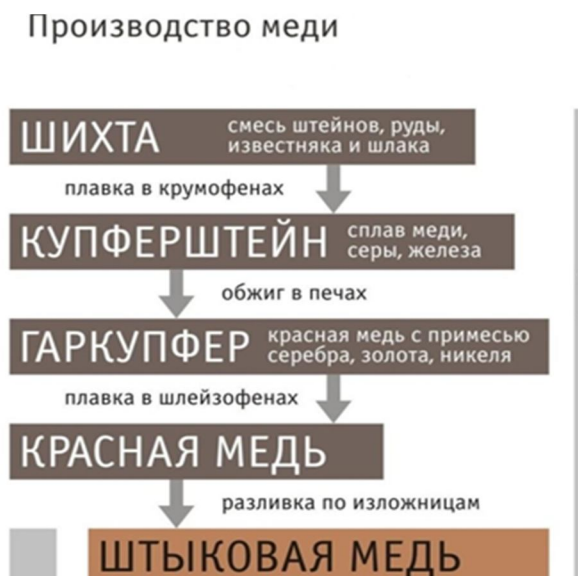 Производство меди
ШИХТА
смесь штейнов, руды,
известняка и шлака
плавка в крумофенах
КУПФЕРШТЕЙН
сплав меди,
серы, железа
обжиг в печах
ГАРКУПФЕР
красная медь с примесью
серебра, золота, никеля
плавка в шлейзофенах
КРАСНАЯ МЕДЬ
разливка по изложницам
ШТЫКОВАЯ МЕДЬ